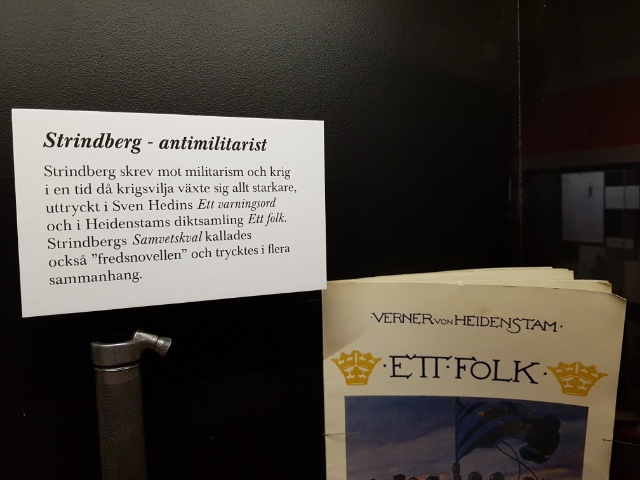 Strindberg - antimilitarist
Strindberg skrev mot militarism och krig
i en tid då krigsvilja växte sig allt starkare,
uttryckt i Sven Hedins Ett varningsord
och i Heidenstams diktsamling Ett folk.
Strindbergs Samvetskval kallades
också ”fredsnovellen” och trycktes i flera
sammanhang.
·VERNER VON HEIDENSTAM·
·ETT·FOLK·